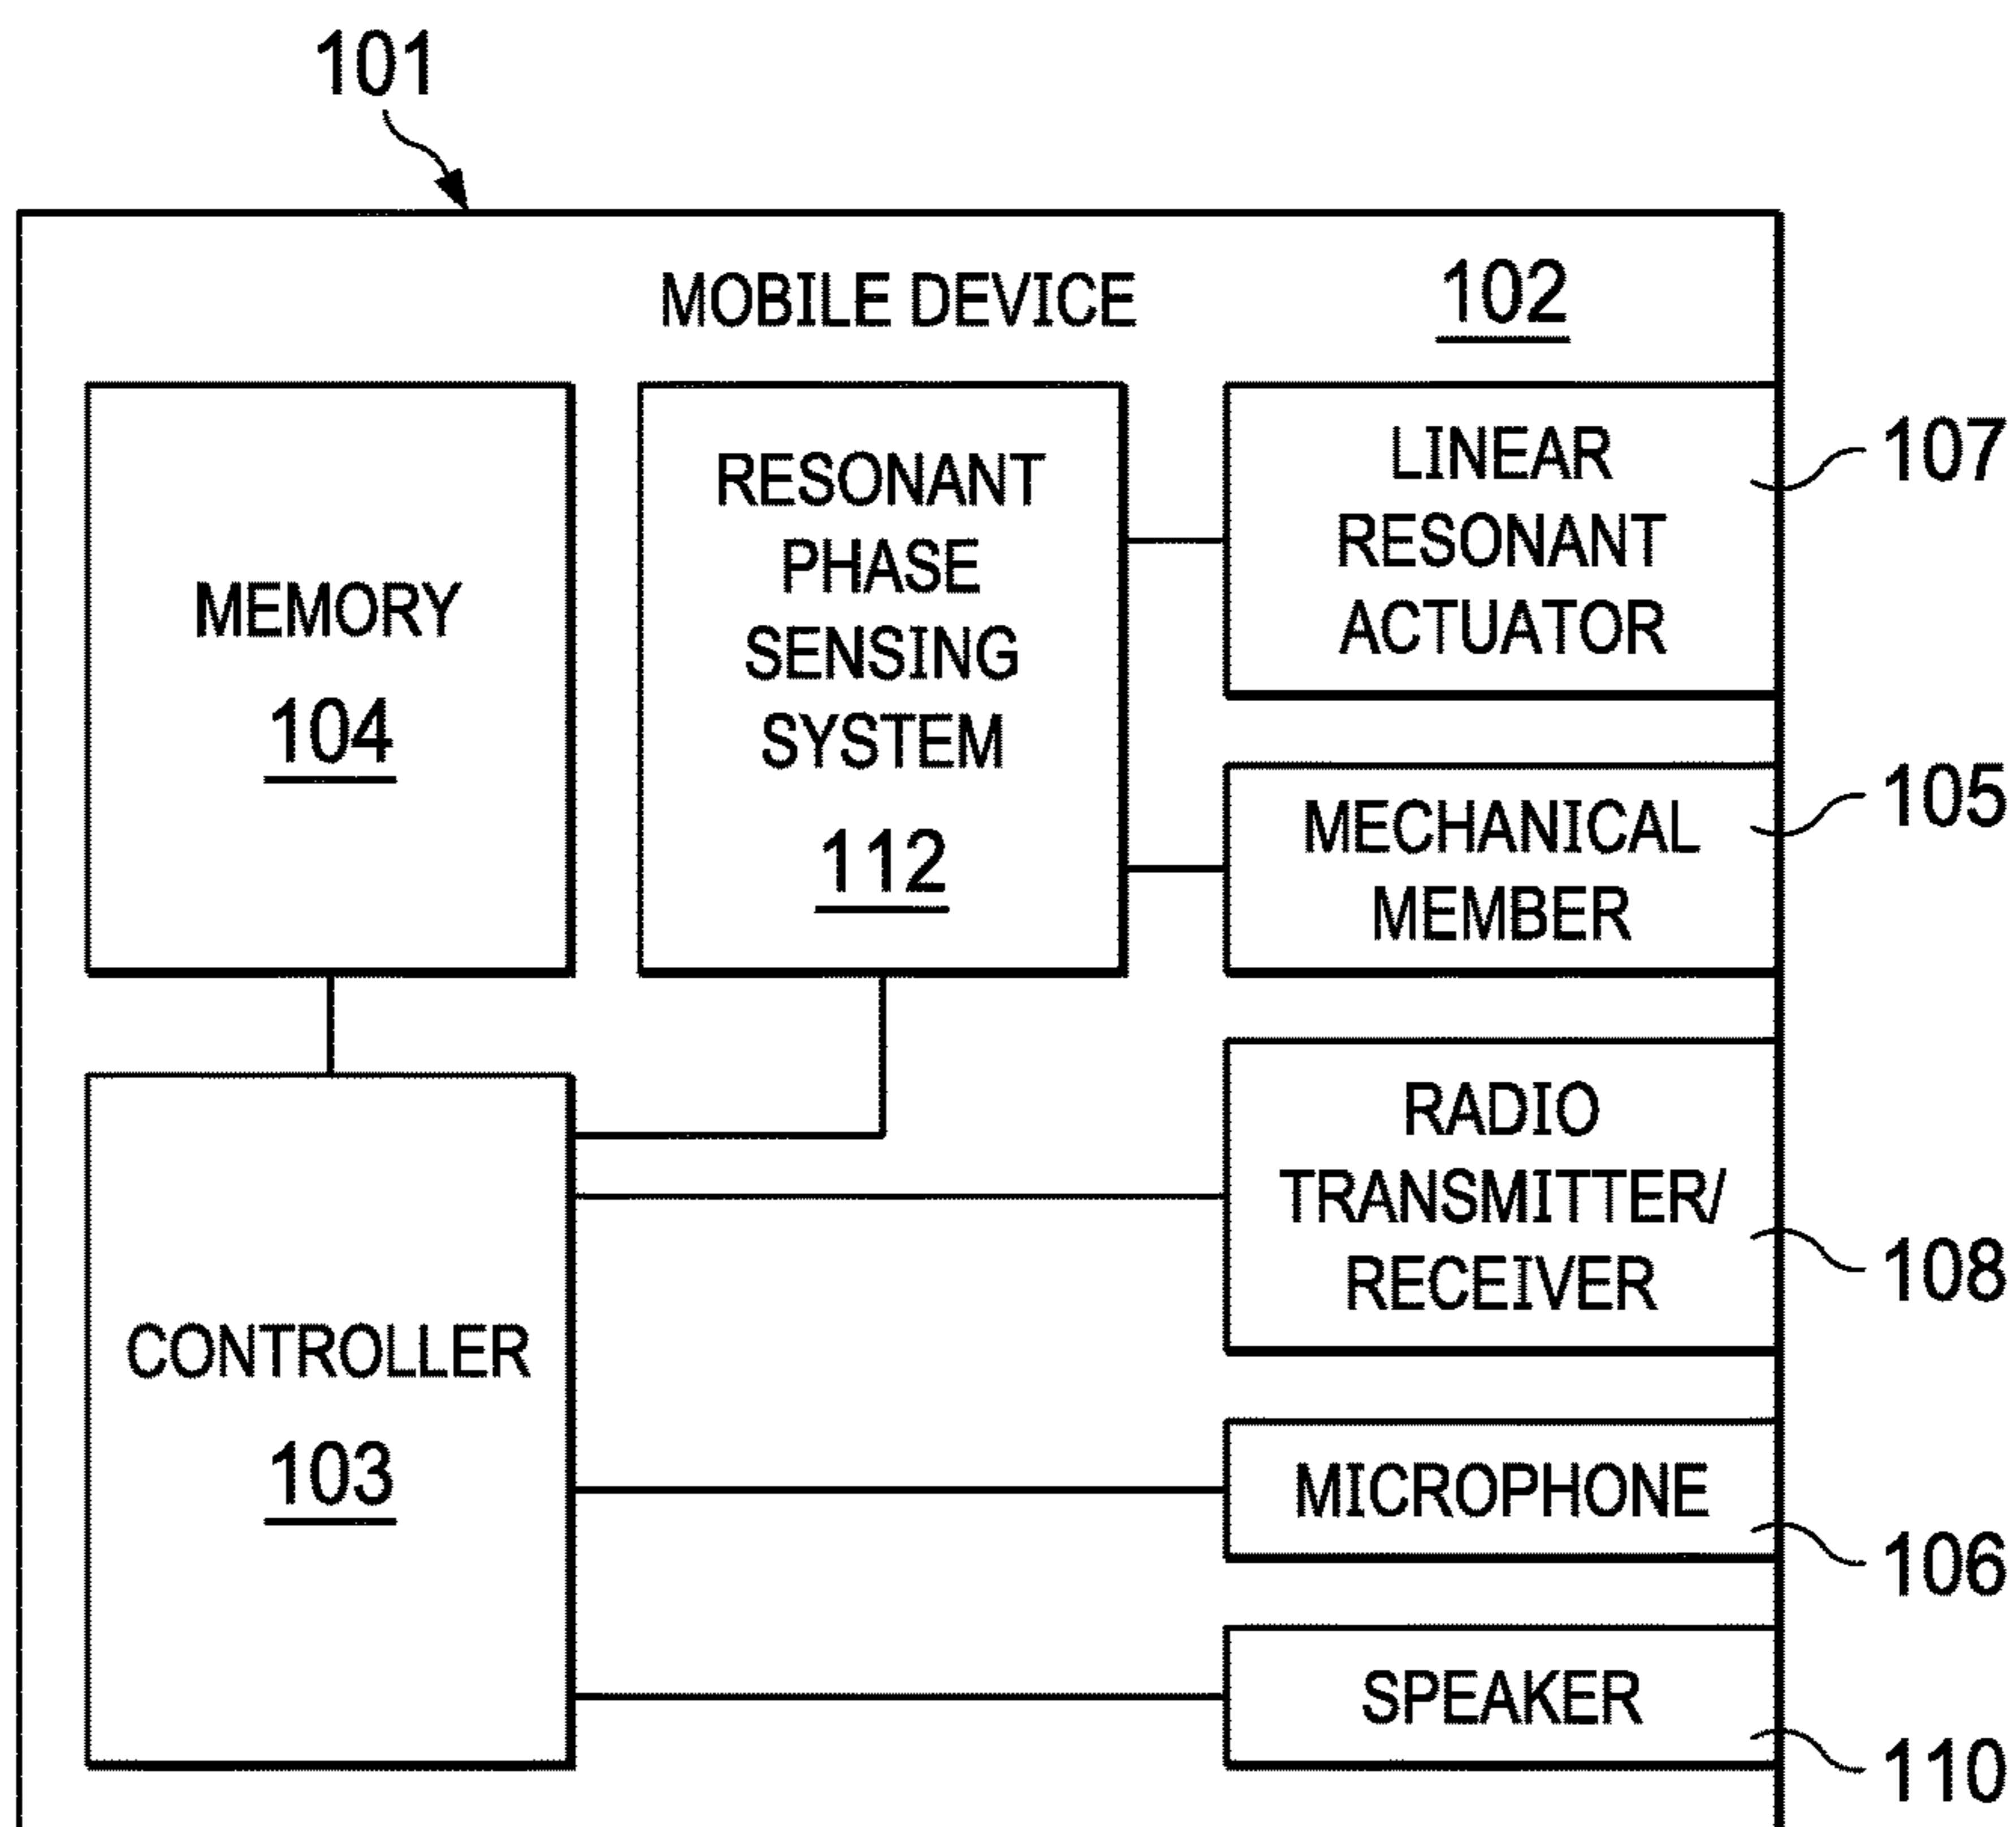 101
MOBILE DEVICE 102
MEMORY
104
RESONANT
PHASE
SENSING
SYSTEM
112
LINEAR
RESONANT
ACTUATOR
107
MECHANICAL
MEMBER
105
CONTROLLER
103
RADIO
TRANSMITTER/
RECEIVER
108
MICROPHONE
106
SPEAKER
110